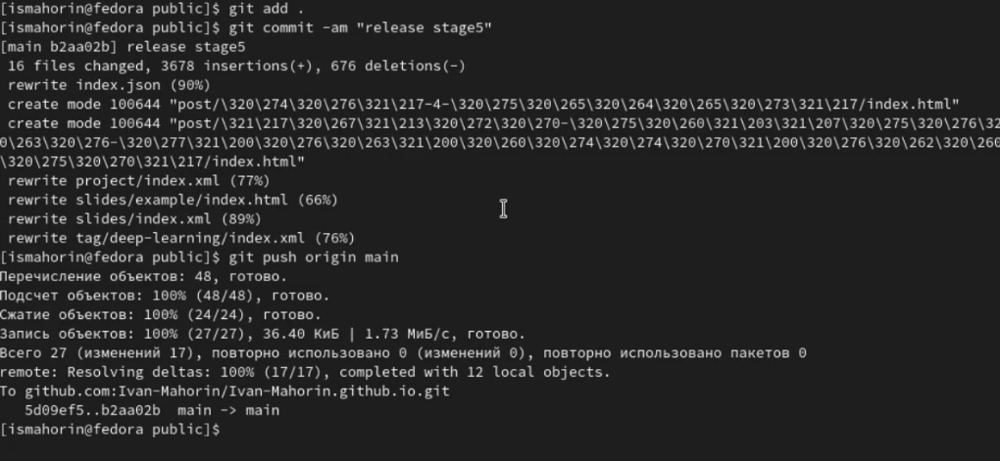 [ismahorin@fedora public]$ git add .
[ismahorin@fedora public]$ git commit -am "release stage5"
[main b2aa02b] release stage5
 16 files changed, 3678 insertions(+), 676 deletions(-)
 rewrite index.json (90%)
 create mode 100644 "post/\320\274\320\276\321\217-4-\320\275\320\265\320\264\320\265\320\273\321\217/index.html"
 create mode 100644 "post/\321\217\320\267\321\213\320\272\320\270-\320\275\320\260\321\203\321\207\320\275\320\276\32
0\263\320\276-\320\277\321\200\320\276\320\263\321\200\320\260\320\274\320\274\320\270\321\200\320\276\320\262\320\260
\320\275\320\270\321\217/index.html"
 rewrite project/index.xml (77%)
 rewrite slides/example/index.html (66%)
 rewrite slides/index.xml (89%)
 rewrite tag/deep-learning/index.xml (76%)
[ismahorin@fedora public]$ git push origin main
Перечисление объектов: 48, готово.
Подсчет объектов: 100% (48/48), готово.
Сжатие объектов: 100% (24/24), готово.
Запись объектов: 100% (27/27), 36.40 КиБ | 1.73 МиБ/с, готово.
Всего 27 (изменений 17), повторно использовано 0 (изменений 0), повторно использовано пакетов 0
remote: Resolving deltas: 100% (17/17), completed with 12 local objects.
To github.com:Ivan-Mahorin/Ivan-Mahorin.github.io.git
   5d09ef5..b2aa02b  main -> main
[ismahorin@fedora public]$